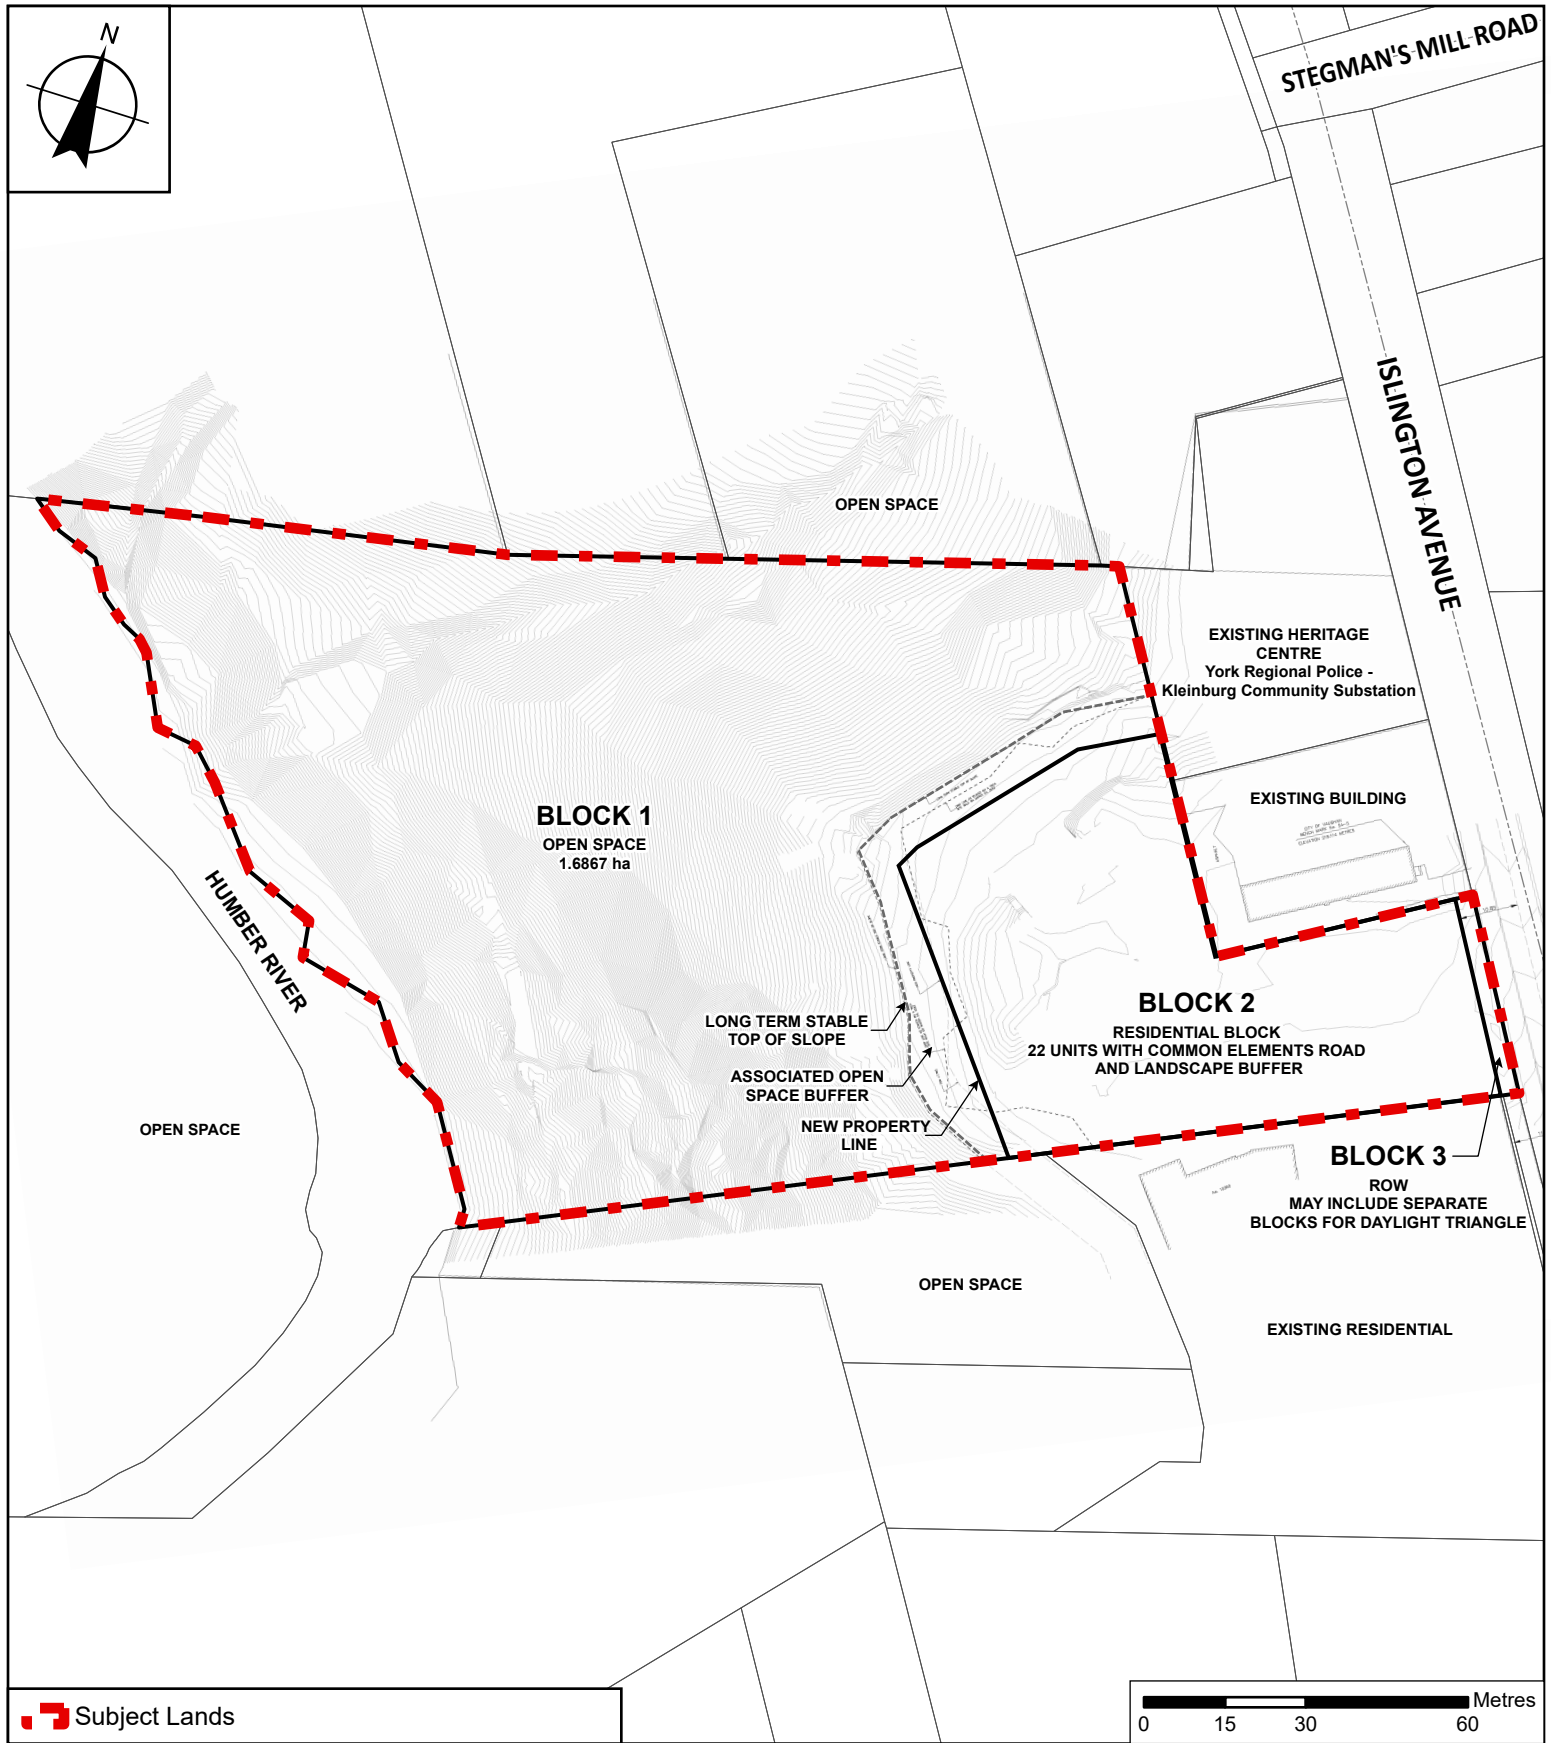 N
STEGMAN'S MILL ROAD
ISLINGTON AVENUE
OPEN SPACE
EXISTING HERITAGE
CENTRE
York Regional Police -
Kleinburg Community Substation
EXISTING BUILDING
BLOCK 1
OPEN SPACE
1.6867 ha
HUMBER RIVER
BLOCK 2
RESIDENTIAL BLOCK
22 UNITS WITH COMMON ELEMENTS ROAD
AND LANDSCAPE BUFFER
LONG TERM STABLE
TOP OF SLOPE
ASSOCIATED OPEN
SPACE BUFFER
NEW PROPERTY
LINE
OPEN SPACE
BLOCK 3
ROW
MAY INCLUDE SEPARATE
BLOCKS FOR DAYLIGHT TRIANGLE
OPEN SPACE
EXISTING RESIDENTIAL
Subject Lands
Metres
0 15 30 60